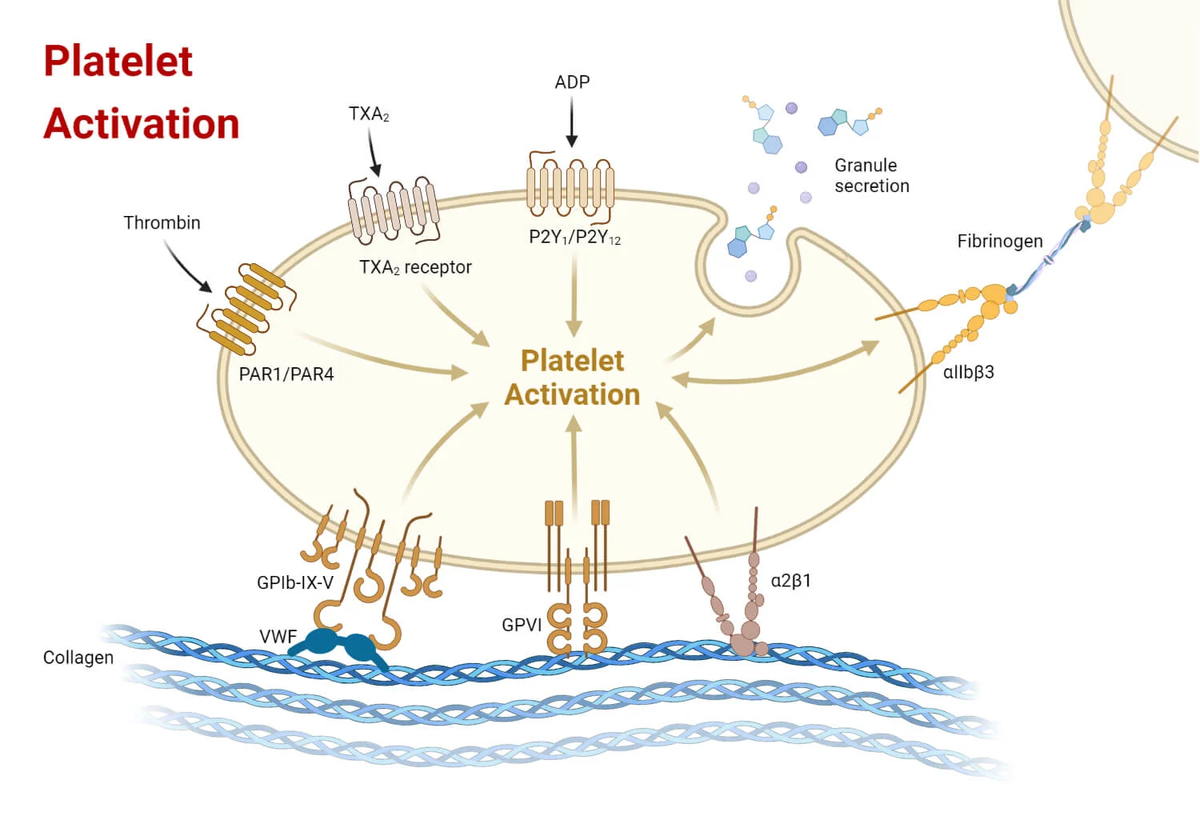 Platelet
Activation
TXA₂
ADP
Granule
secretion
Thrombin
P2Y₁/P2Y₁₂
Fibrinogen
TXA₂ receptor
PAR1/PAR4
Platelet
Activation
αIIbβ3
GPIb-IX-V
α2β1
GPVI
VWF
Collagen